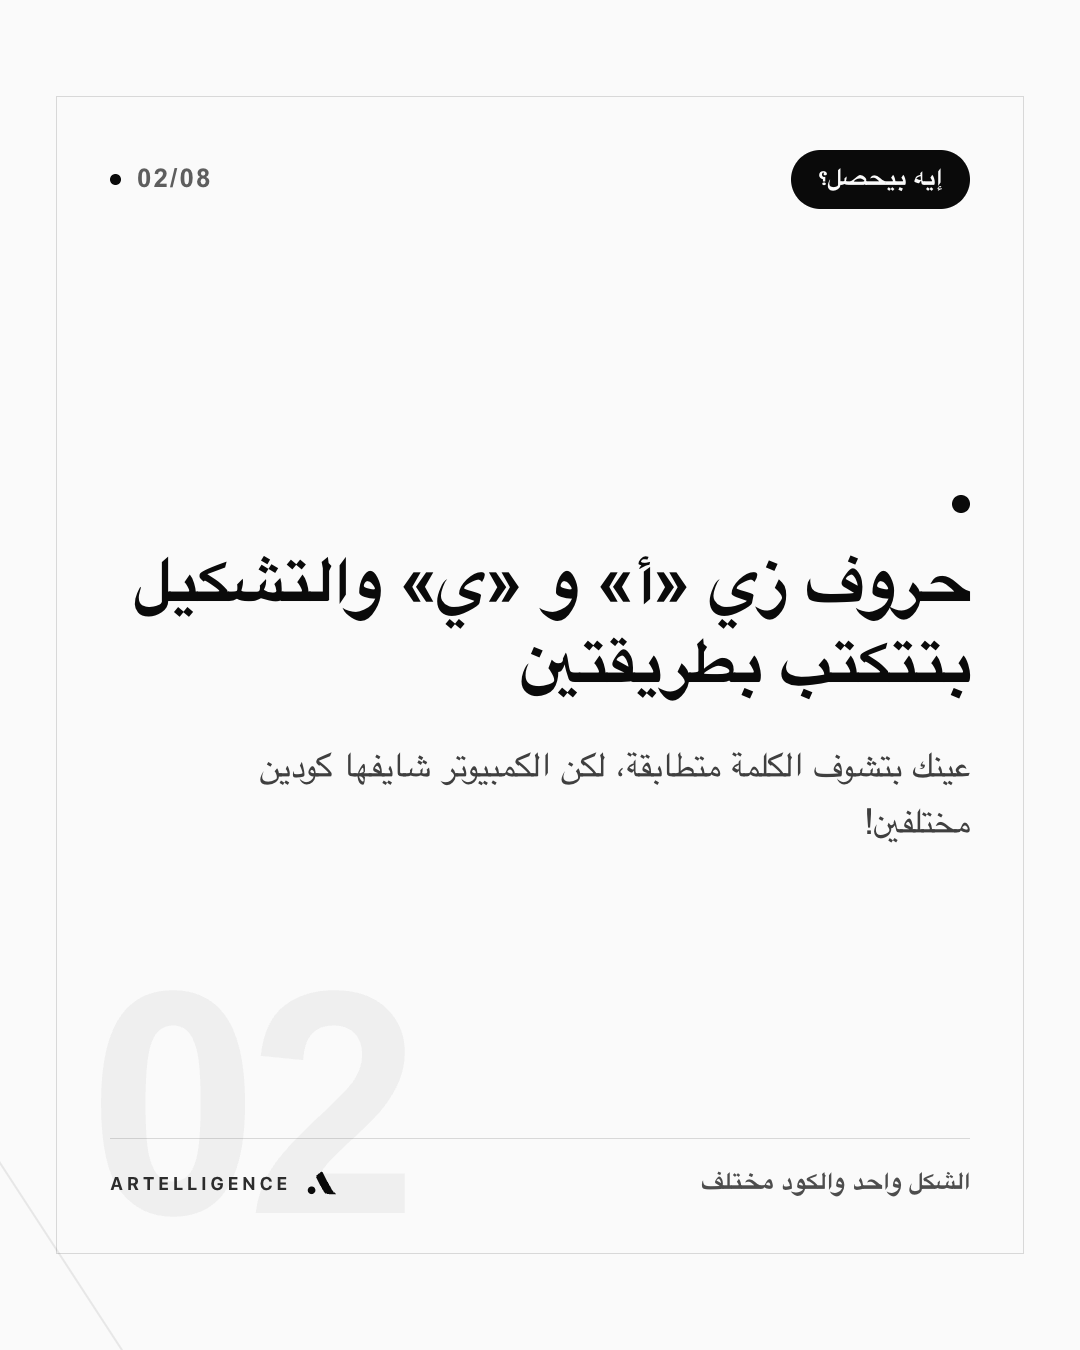 إيه بيحصل؟
02/08
حروف زي «أ» و «ي» والتشكيل
بتتكتب بطريقتين
عينك بتشوف الكلمة متطابقة، لكن الكمبيوتر شايفها كودين
مختلفين!
02
الشكل واحد والكود مختلف
ARTELLIGENCE